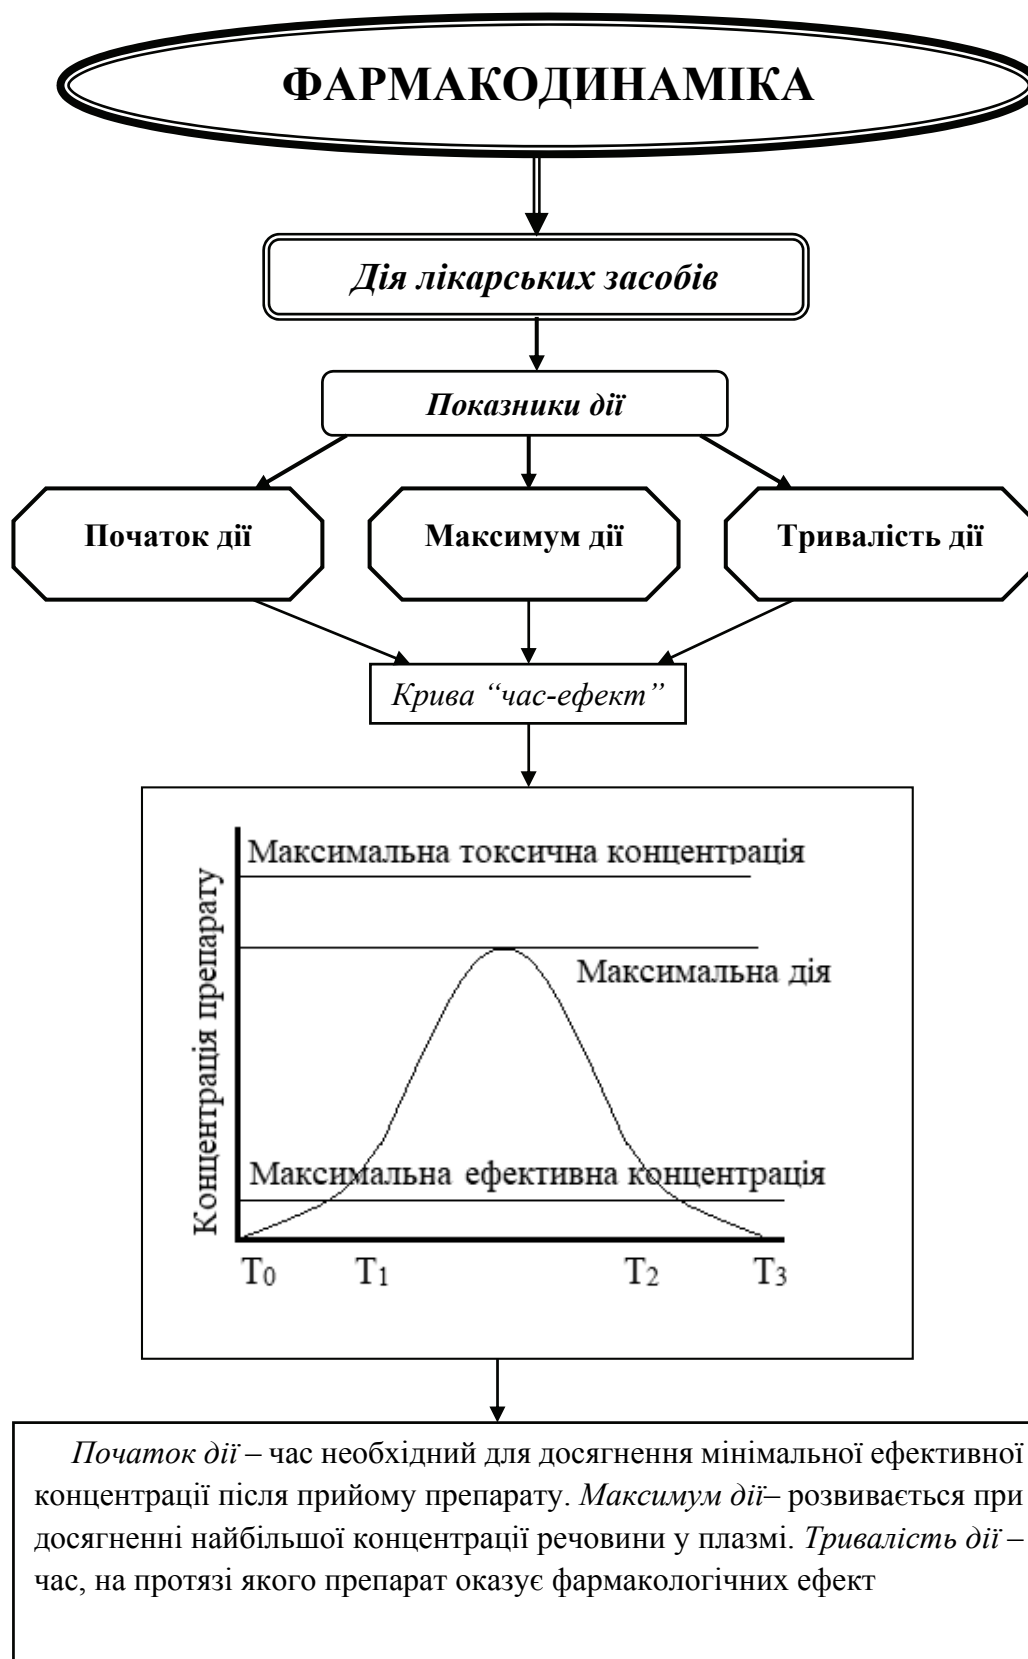 ФАРМАКОДИНАМІКА
Дія лікарських засобів
Показники дії
Початок дії
Максимум дії
Тривалість дії
Крива “час-ефект”
Максимальна токсична концентрація
Концентрація препарату
Максимальна дія
Максимальна ефективна концентрація
T0 T1 T2 T3
Початок дії – час необхідний для досягнення мінімальної ефективної
концентрації після прийому препарату. Максимум дії– розвивається при
досягненні найбільшої концентрації речовини у плазмі. Тривалість дії –
час, на протязі якого препарат оказує фармакологічних ефект